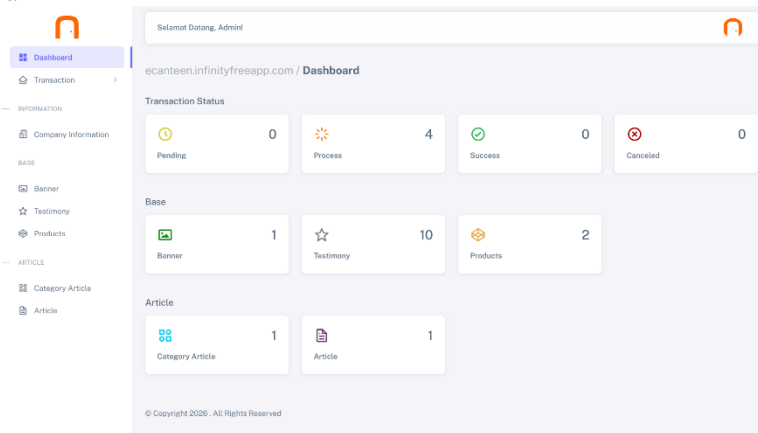 Selamat Datang, Admin!
Dashboard
Transaction
INFORMATION
Company Information
BASE
Banner
Testimony
Products
ARTICLE
Category Article
Article
ecanteen.infinityfreeapp.com / Dashboard
Transaction Status
0
Pending
4
Process
0
Success
0
Canceled
Base
1
Banner
10
Testimony
2
Products
Article
1
Category Article
1
Article
© Copyright 2026 . All Rights Reserved